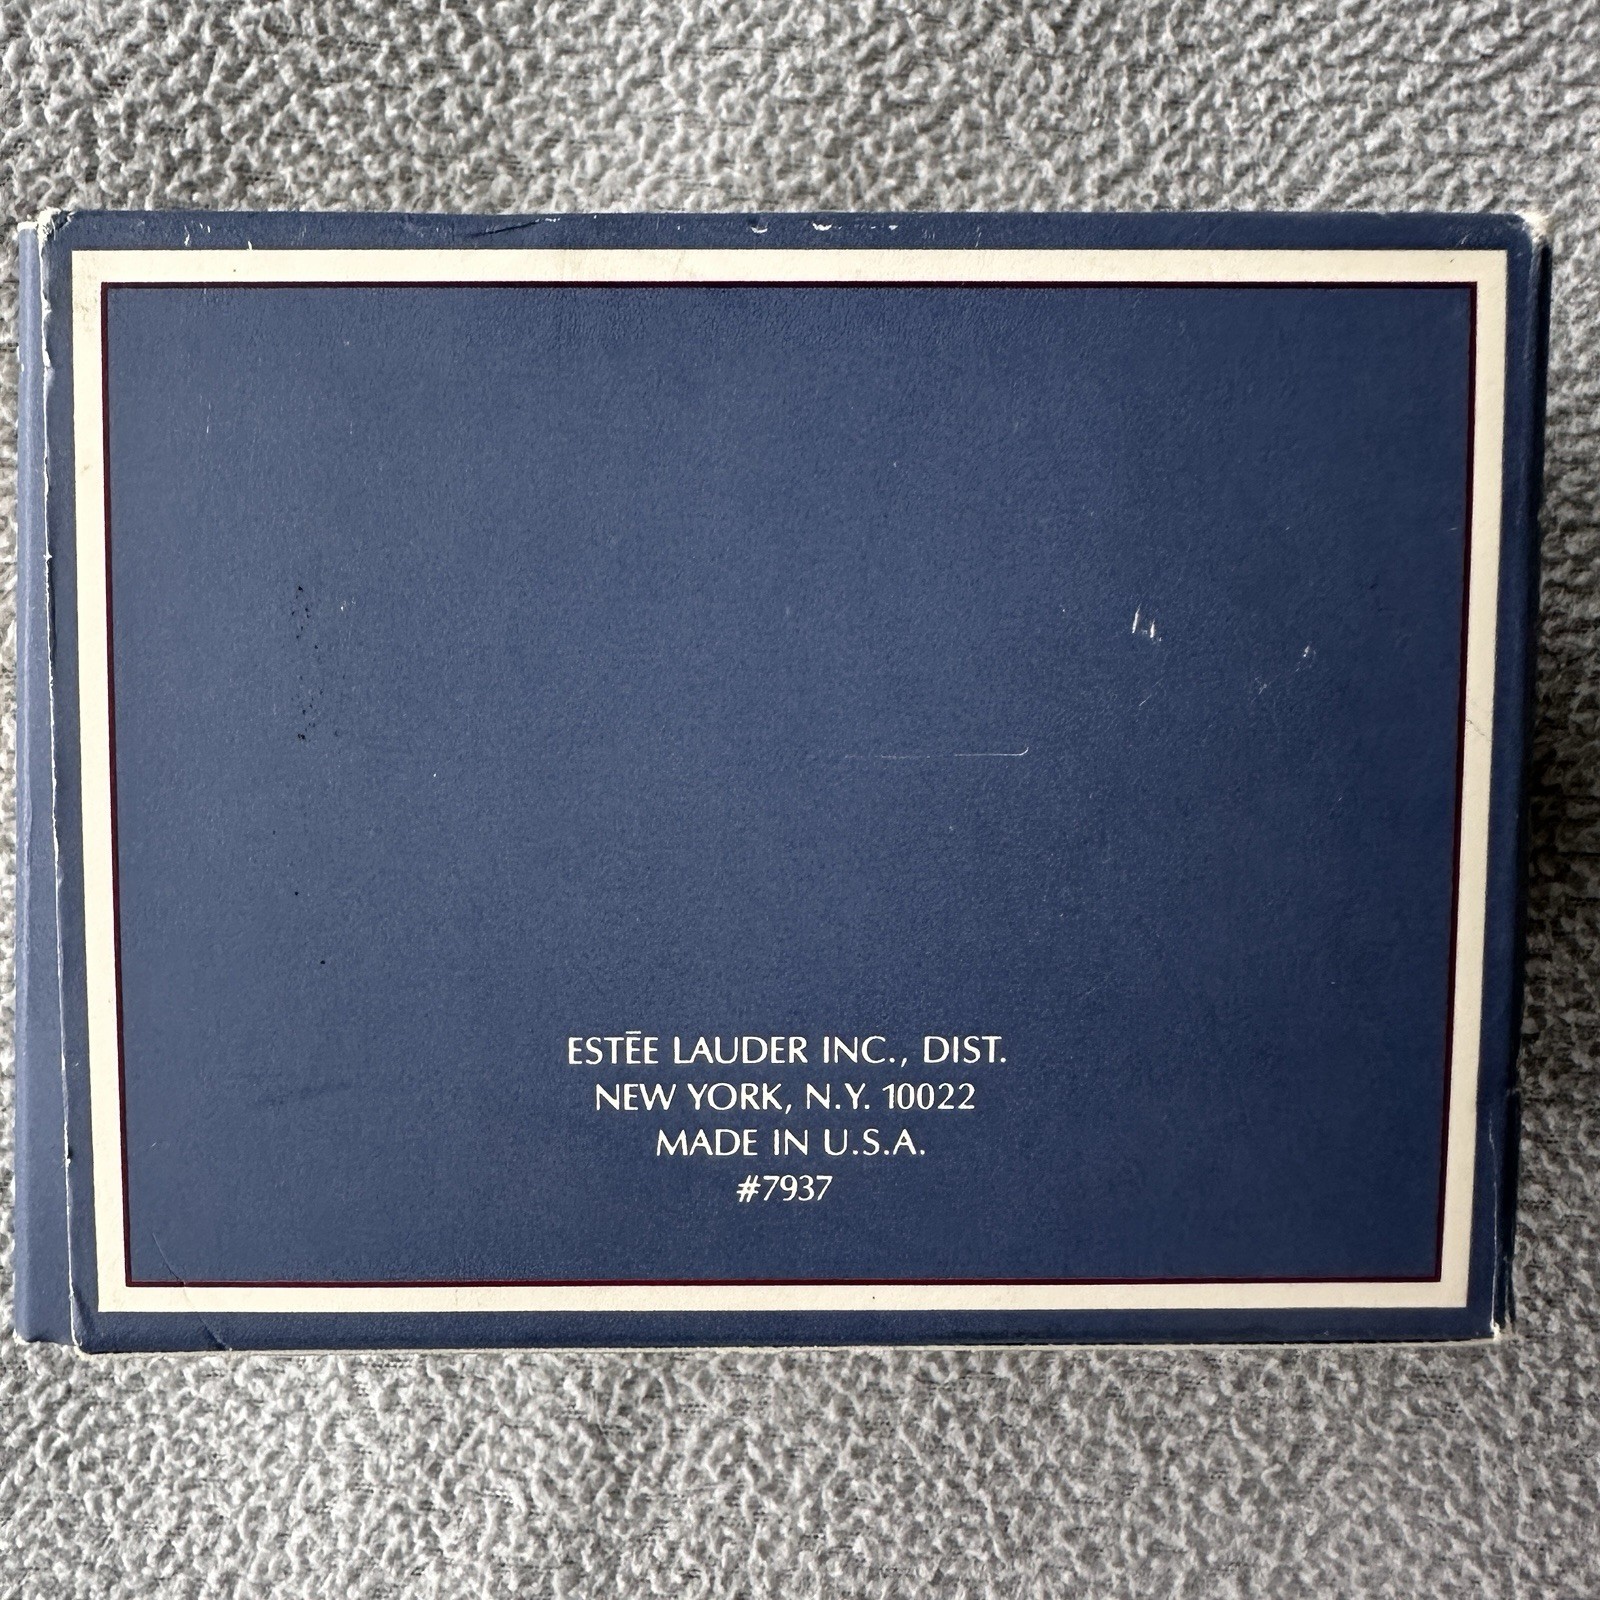 ESTĒE LAUDER INC., DIST.
NEW YORK, N.Y. 10022
MADE IN U.S.A.
#7937